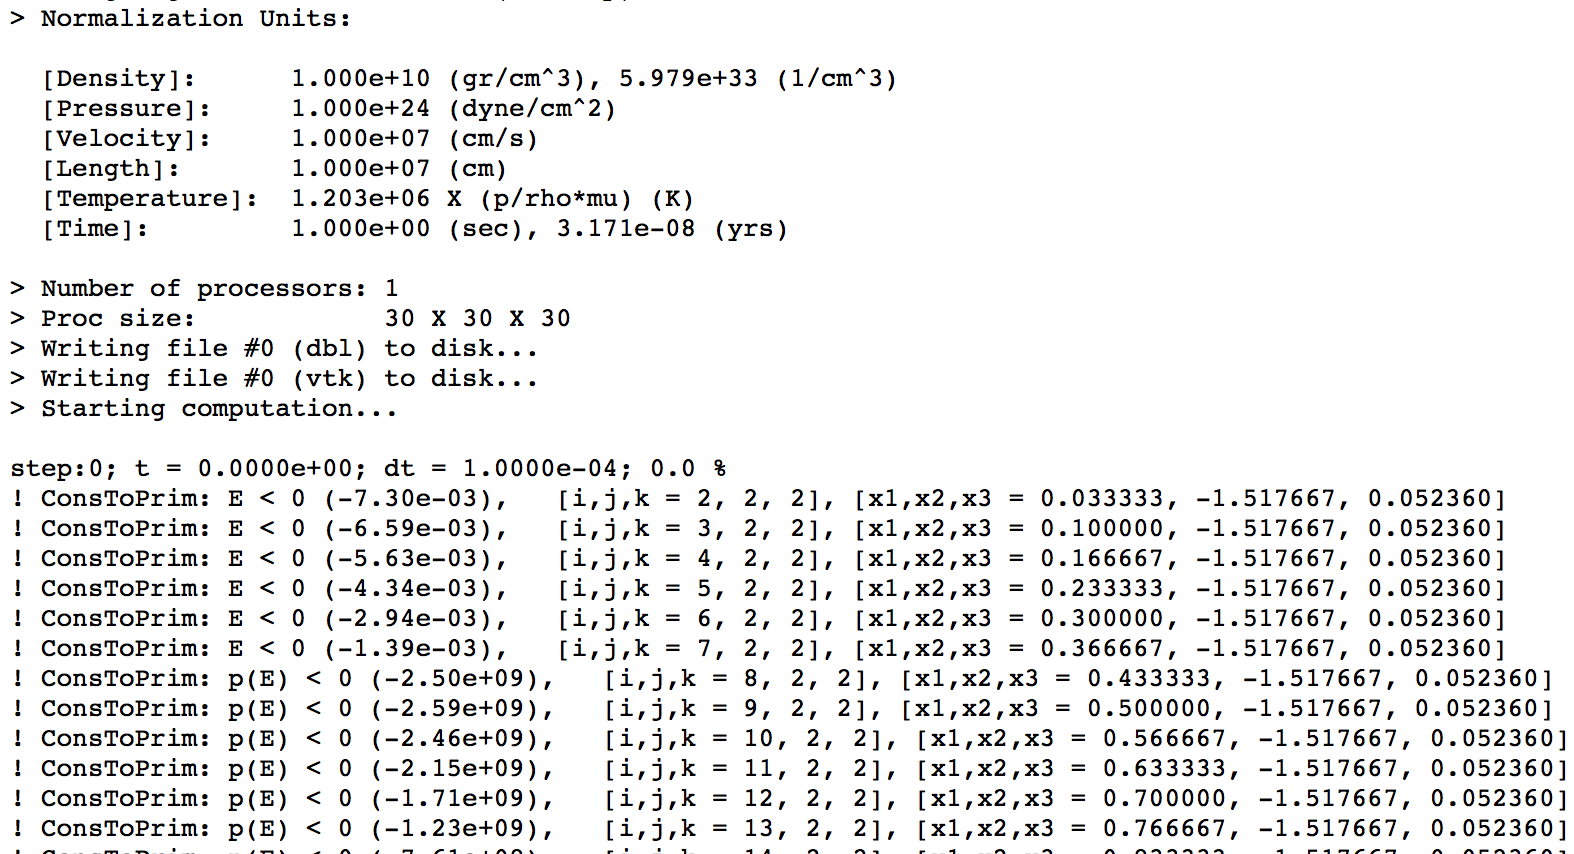 > Normalization Units:
[Density]: 1.000e+10 (gr/cm^3), 5.979e+33 (1/cm^3)
[Pressure]: 1.000e+24 (dyne/cm^2)
[Velocity]: 1.000e+07 (cm/s)
[Length]: 1.000e+07 (cm)
[Temperature]: 1.203e+06 X (p/rho*mu) (K)
[Time]: 1.000e+00 (sec), 3.171e-08 (yrs)
> Number of processors: 1
> Proc size: 30 X 30 X 30
> Writing file #0 (dbl) to disk...
> Writing file #0 (vtk) to disk...
> Starting computation...
step:0; t = 0.0000e+00; dt = 1.0000e-04; 0.0 %
! ConsToPrim: E < 0 (-7.30e-03), [i,j,k = 2, 2, 2], [x1,x2,x3 = 0.033333, -1.517667, 0.052360]
! ConsToPrim: E < 0 (-6.59e-03), [i,j,k = 3, 2, 2], [x1,x2,x3 = 0.100000, -1.517667, 0.052360]
! ConsToPrim: E < 0 (-5.63e-03), [i,j,k = 4, 2, 2], [x1,x2,x3 = 0.166667, -1.517667, 0.052360]
! ConsToPrim: E < 0 (-4.34e-03), [i,j,k = 5, 2, 2], [x1,x2,x3 = 0.233333, -1.517667, 0.052360]
! ConsToPrim: E < 0 (-2.94e-03), [i,j,k = 6, 2, 2], [x1,x2,x3 = 0.300000, -1.517667, 0.052360]
! ConsToPrim: E < 0 (-1.39e-03), [i,j,k = 7, 2, 2], [x1,x2,x3 = 0.366667, -1.517667, 0.052360]
! ConsToPrim: p(E) < 0 (-2.50e+09), [i,j,k = 8, 2, 2], [x1,x2,x3 = 0.433333, -1.517667, 0.052360]
! ConsToPrim: p(E) < 0 (-2.59e+09), [i,j,k = 9, 2, 2], [x1,x2,x3 = 0.500000, -1.517667, 0.052360]
! ConsToPrim: p(E) < 0 (-2.46e+09), [i,j,k = 10, 2, 2], [x1,x2,x3 = 0.566667, -1.517667, 0.052360]
! ConsToPrim: p(E) < 0 (-2.15e+09), [i,j,k = 11, 2, 2], [x1,x2,x3 = 0.633333, -1.517667, 0.052360]
! ConsToPrim: p(E) < 0 (-1.71e+09), [i,j,k = 12, 2, 2], [x1,x2,x3 = 0.700000, -1.517667, 0.052360]
! ConsToPrim: p(E) < 0 (-1.23e+09), [i,j,k = 13, 2, 2], [x1,x2,x3 = 0.766667, -1.517667, 0.052360]